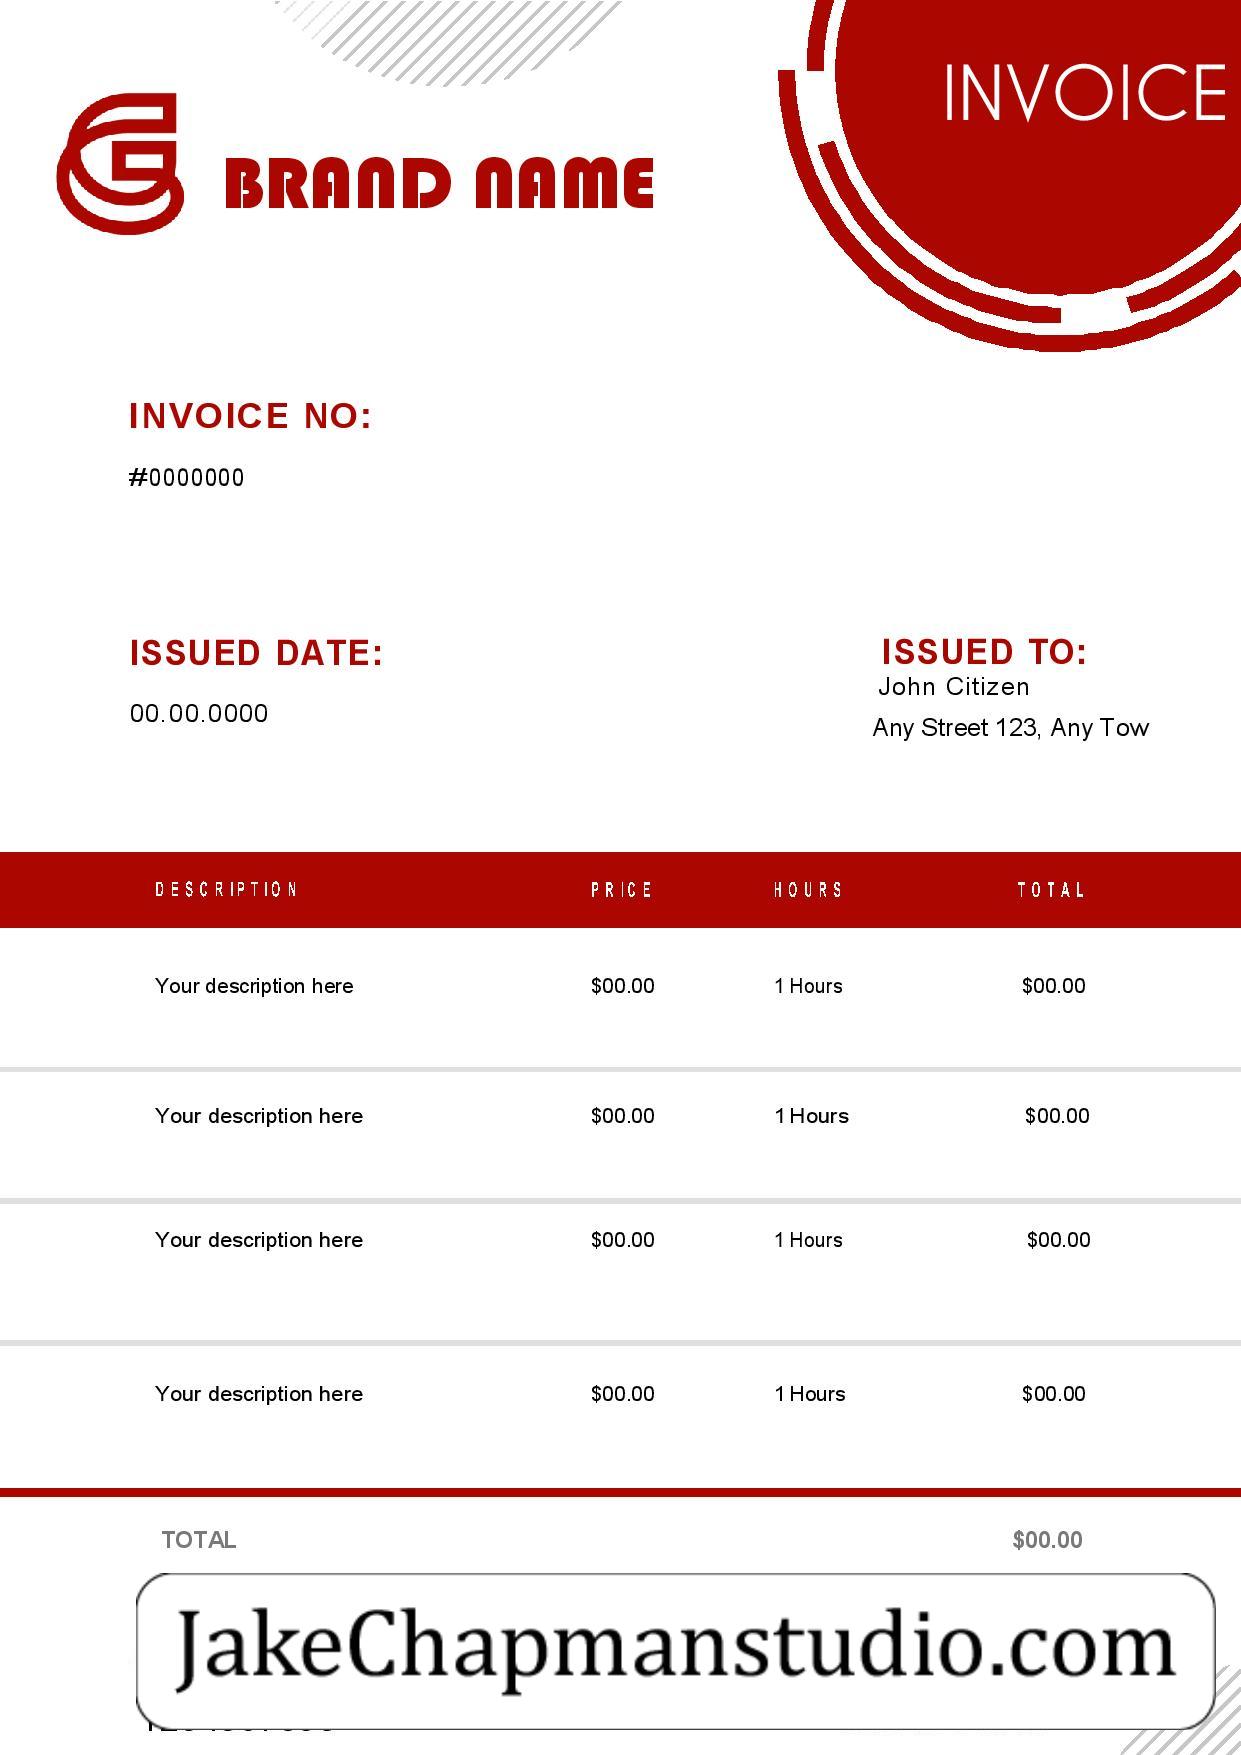 INVOICE
BRAND NAME
INVOICE NO:
#0000000
ISSUED DATE:
00.00.0000
ISSUED TO:
John Citizen
Any Street 123, Any Tow
DESCRIPTION PRICE HOURS TOTAL
Your description here $00.00 1 Hours $00.00
Your description here $00.00 1 Hours $00.00
Your description here $00.00 1 Hours $00.00
Your description here $00.00 1 Hours $00.00
TOTAL $00.00
JakeChapmanstudio.com